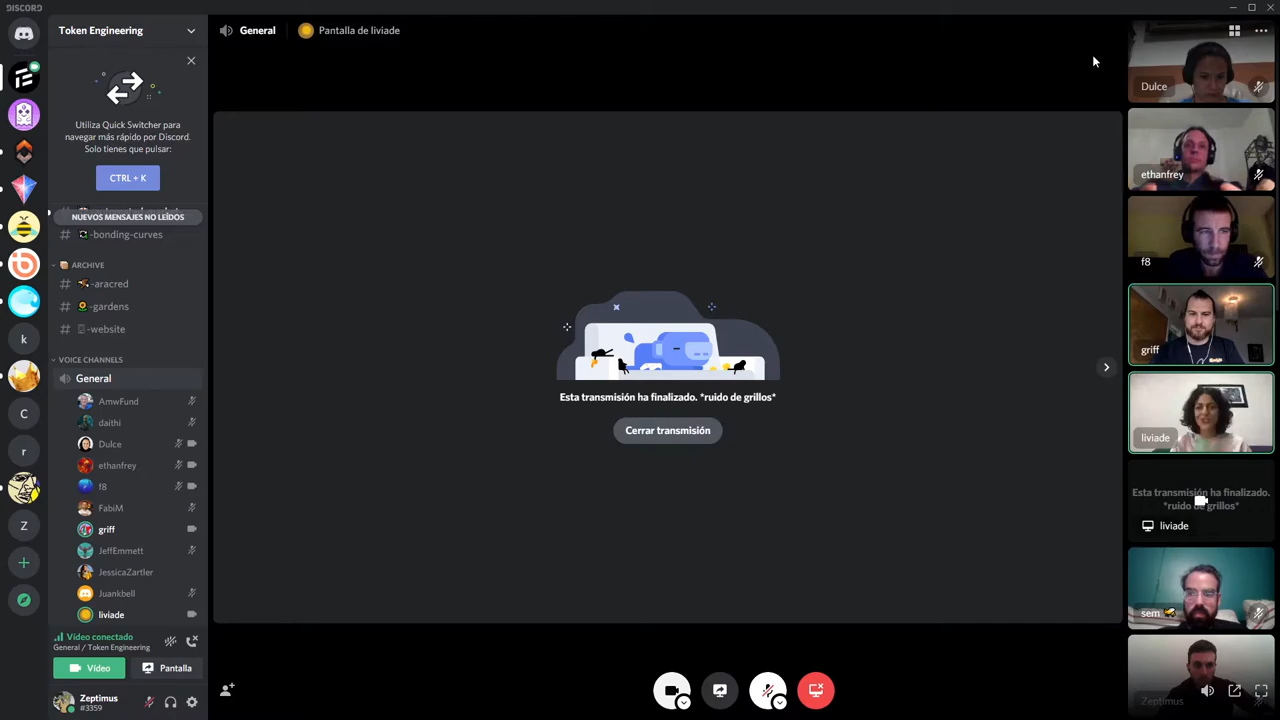 DISCORD
Token Engineering
General
Pantalla de liviade
Utiliza Quick Switcher para
navegar más rápido por Discord.
Solo tienes que pulsar:
CTRL + K
NUEVOS MENSAJES NO LEÍDOS
# -bonding-curves
ARCHIVE
# -aracred
# -gardens
# -website
VOICE CHANNELS
General
AmwFund
daithi
Dulce
ethanfrey
f8
FabiM
griff
JeffEmmett
JessicaZartler
Juankbell
liviade
Vídeo conectado
General / Token Engineering
Vídeo
Pantalla
Zeptimus
#3359
k
C
r
Z
Esta transmisión ha finalizado. *ruido de grillos*
Cerrar transmisión
Dulce
ethanfrey
f8
griff
liviade
Esta transmisión ha finalizado.
*ruido de grillos*
liviade
sem
Zeptimus